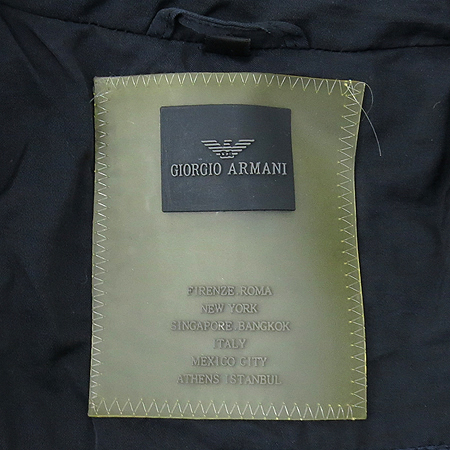 GIORGIO ARMANI
FIRENZE.ROMA
NEW YORK
SINGAPORE.BANGKOK
ITALY
MEXICO CITY
ATHENS ISTANBUL